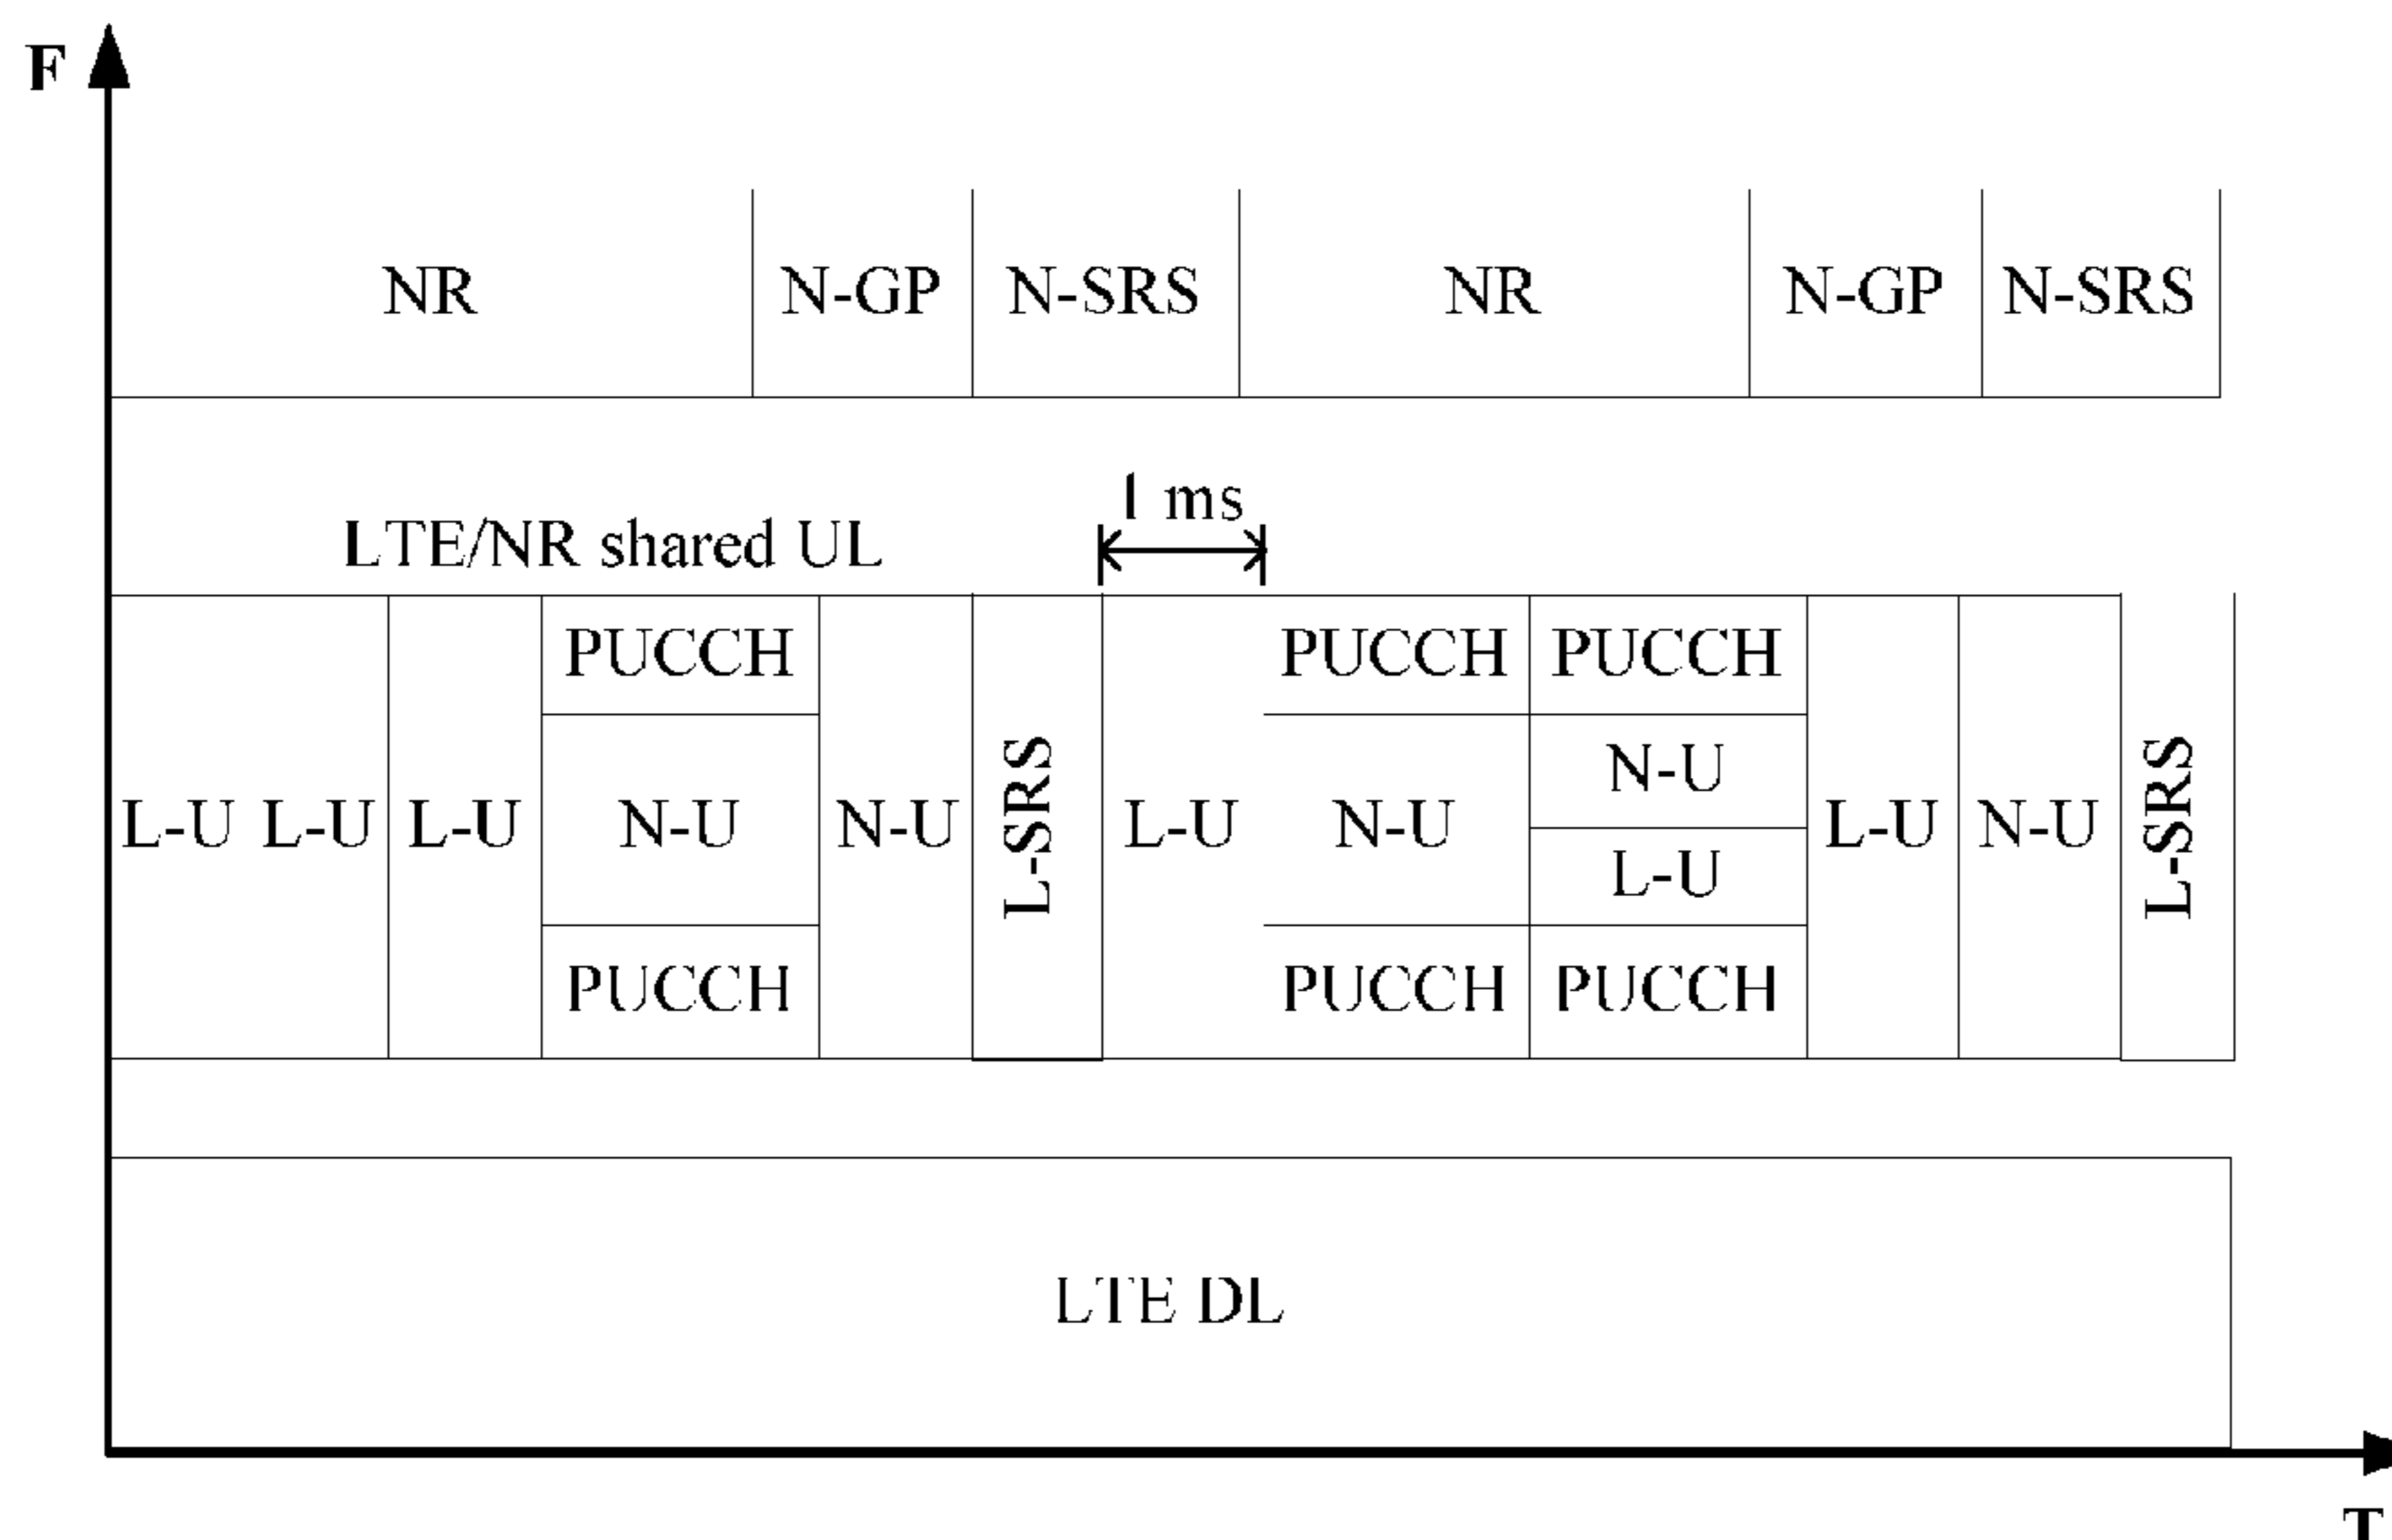 F
NR N-GP N-SRS NR N-GP N-SRS
1 ms
LTE/NR shared UL
PUCCH PUCCH PUCCH
N-U
L-U L-U L-U N-U N-U L-SRS L-U N-U L-U N-U L-SRS
L-U
PUCCH PUCCH PUCCH
LTE DL
T